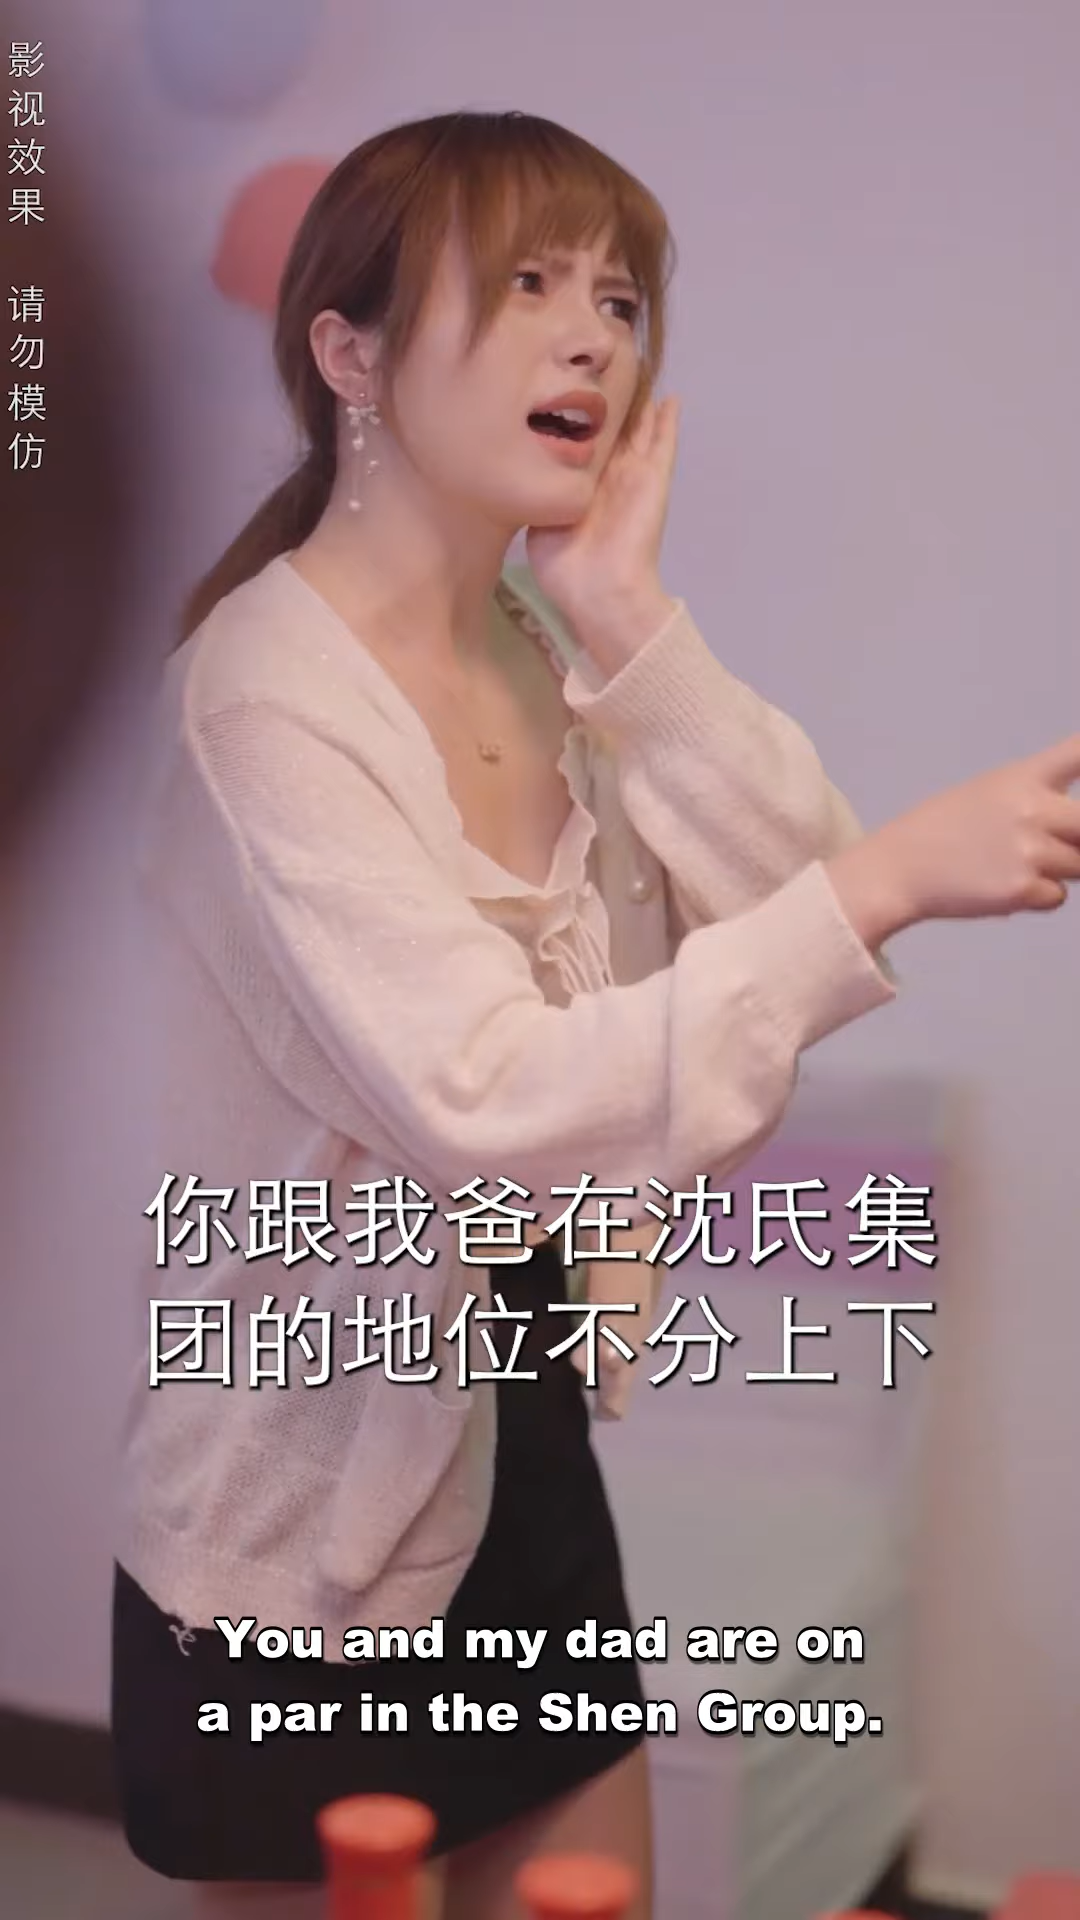 影视效果 请勿模仿
你跟我爸在沈氏集
团的地位不分上下
You and my dad are on
a par in the Shen Group.